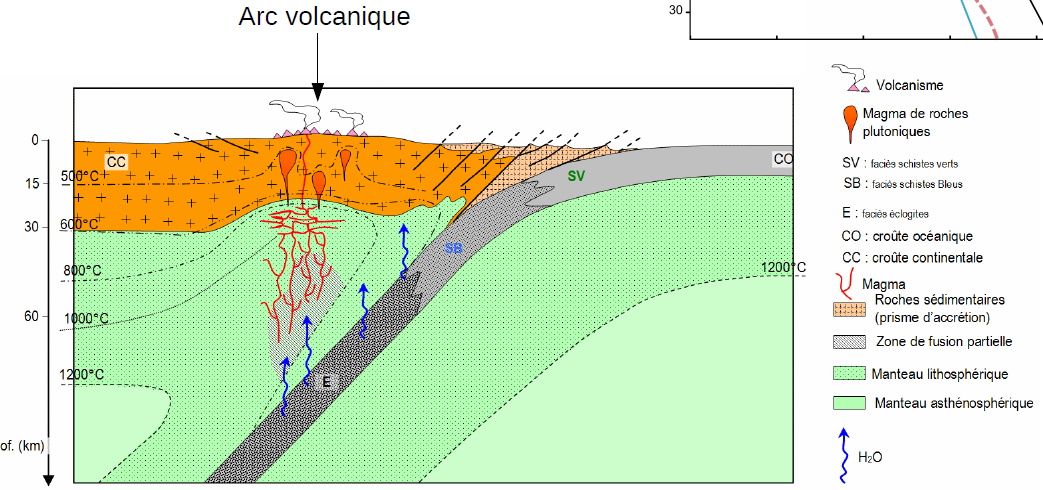 Arc volcanique
30
0
15
30
60
of. (km)
CC
500°C
600°C
800°C
1000°C
1200°C
SV
SB
E
CO
1200°C
Volcanisme
Magma de roches
plutoniques
SV : faciès schistes verts
SB : faciès schistes Bleus
E : faciès éclogites
CO : croûte océanique
CC : croûte continentale
Magma
Roches sédimentaires
(prisme d'accrétion)
Zone de fusion partielle
Manteau lithosphérique
Manteau asthénosphérique
H₂O